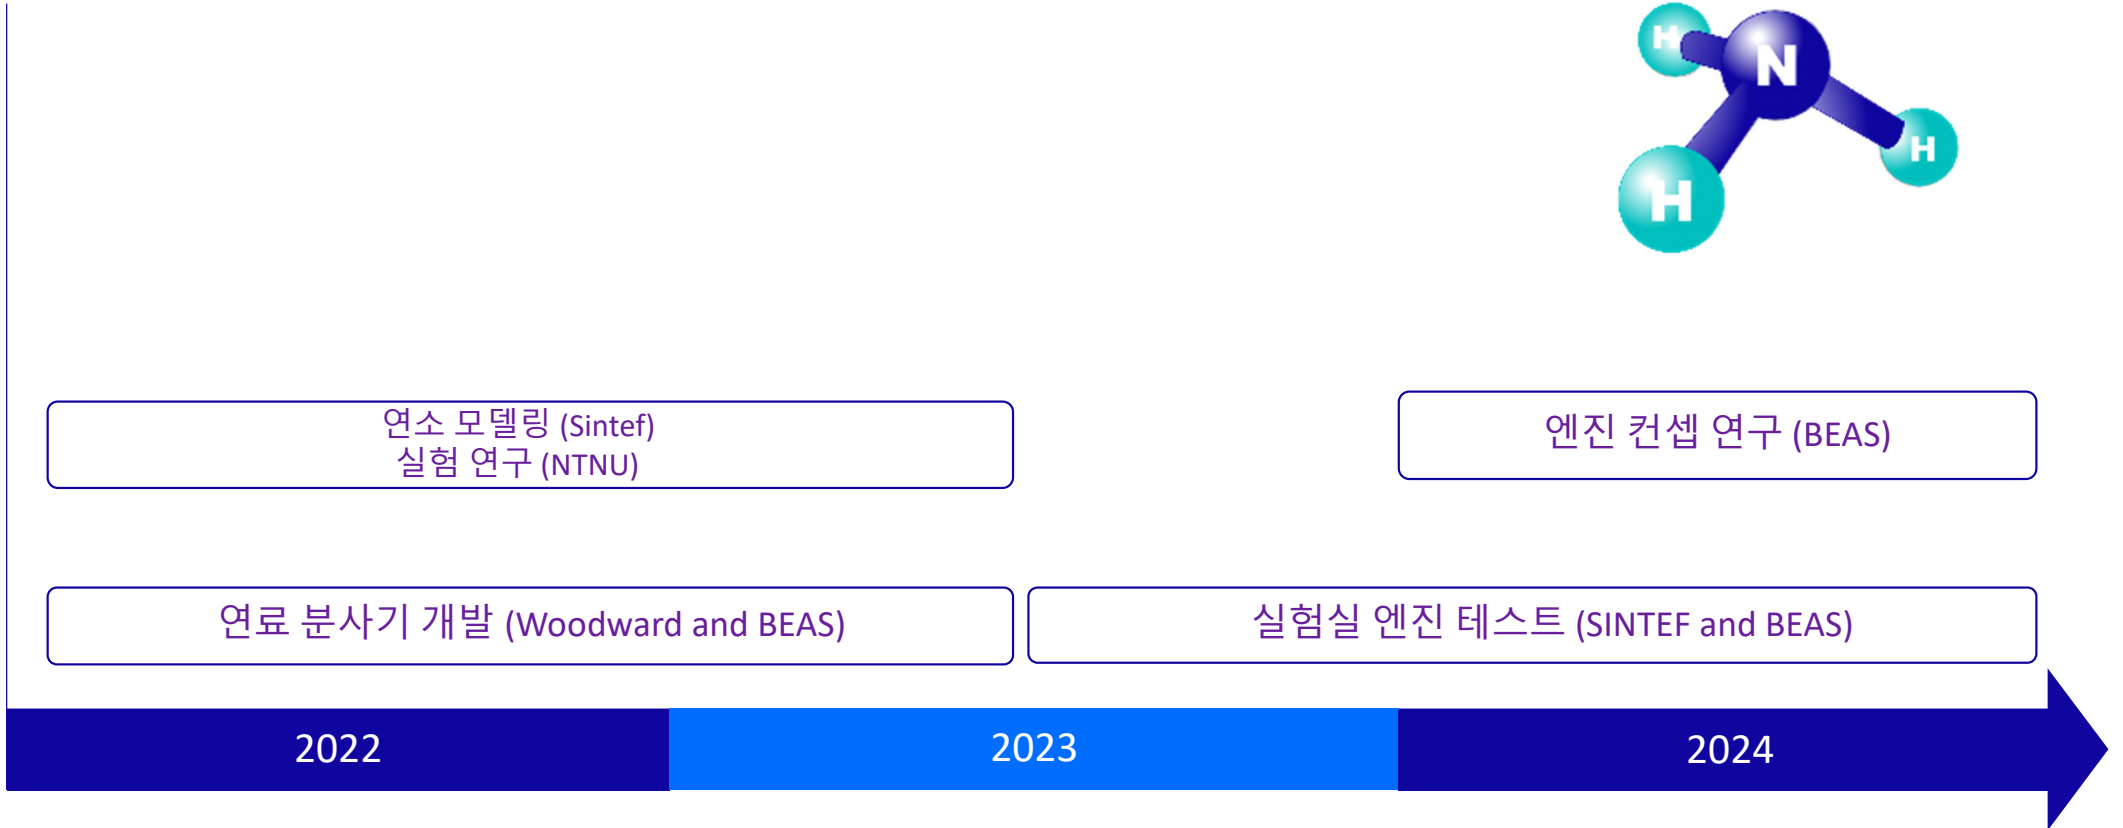 H
N
H
H
연소 모델링 (Sintef)
실험 연구 (NTNU)
엔진 컨셉 연구 (BEAS)
연료 분사기 개발 (Woodward and BEAS)
실험실 엔진 테스트 (SINTEF and BEAS)
2022
2023
2024